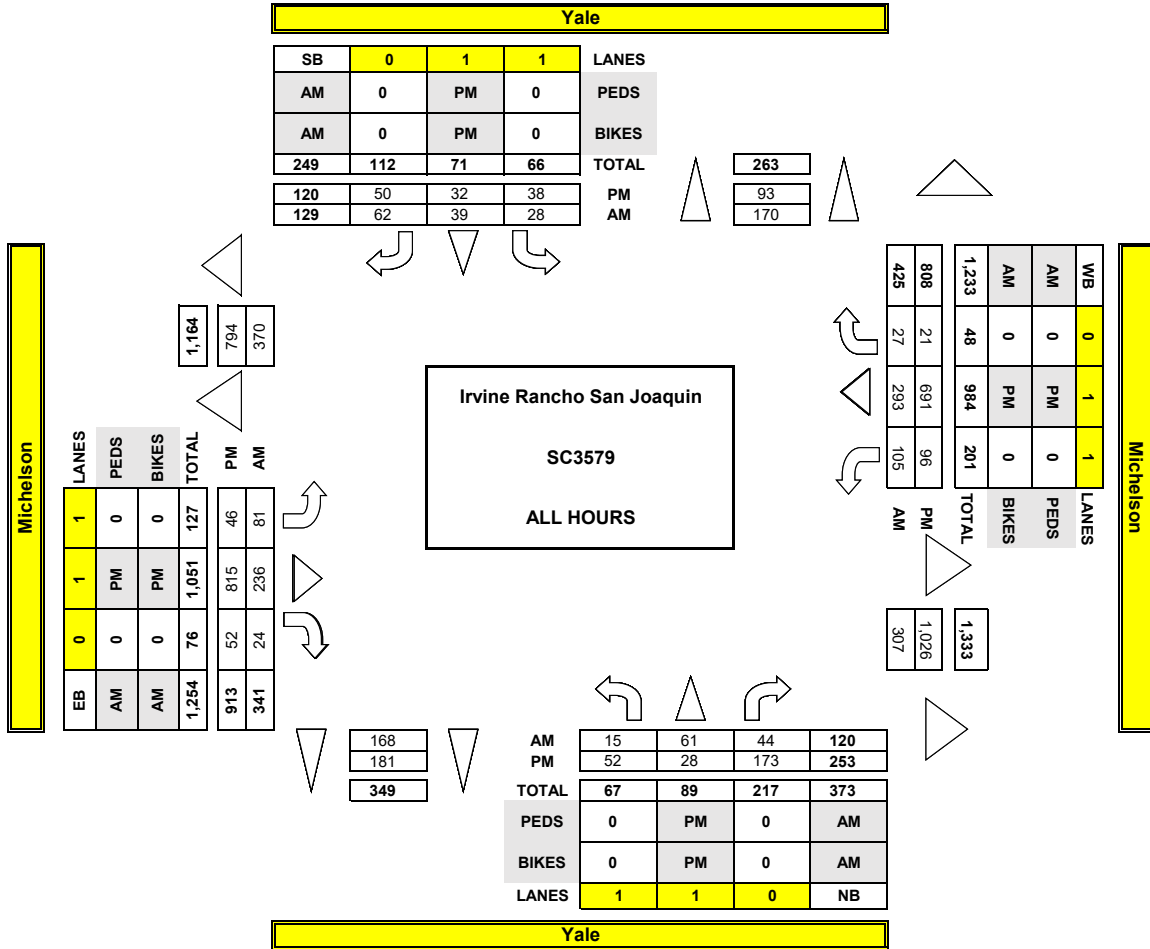 Yale
SB 0 1 1 LANES
AM 0 PM 0 PEDS
AM 0 PM 0 BIKES
249 112 71 66 TOTAL
120 50 32 38 PM
129 62 39 28 AM
263
93
170
Michelson
1,164 794 370
LANES PEDS BIKES TOTAL PM AM
1 0 0 127 46 81
1 PM PM 1,051 815 236
0 0 0 76 52 24
EB AM AM 1,254 913 341
Irvine Rancho San Joaquin
SC3579
ALL HOURS
425 808 1,233 AM AM WB
27 21 48 0 0 0
293 691 984 PM PM 1
105 96 201 0 0 1
AM PM TOTAL BIKES PEDS LANES
307 1,026 1,333
Michelson
168
181
349
AM 15 61 44 120
PM 52 28 173 253
TOTAL 67 89 217 373
PEDS 0 PM 0 AM
BIKES 0 PM 0 AM
LANES 1 1 0 NB
Yale